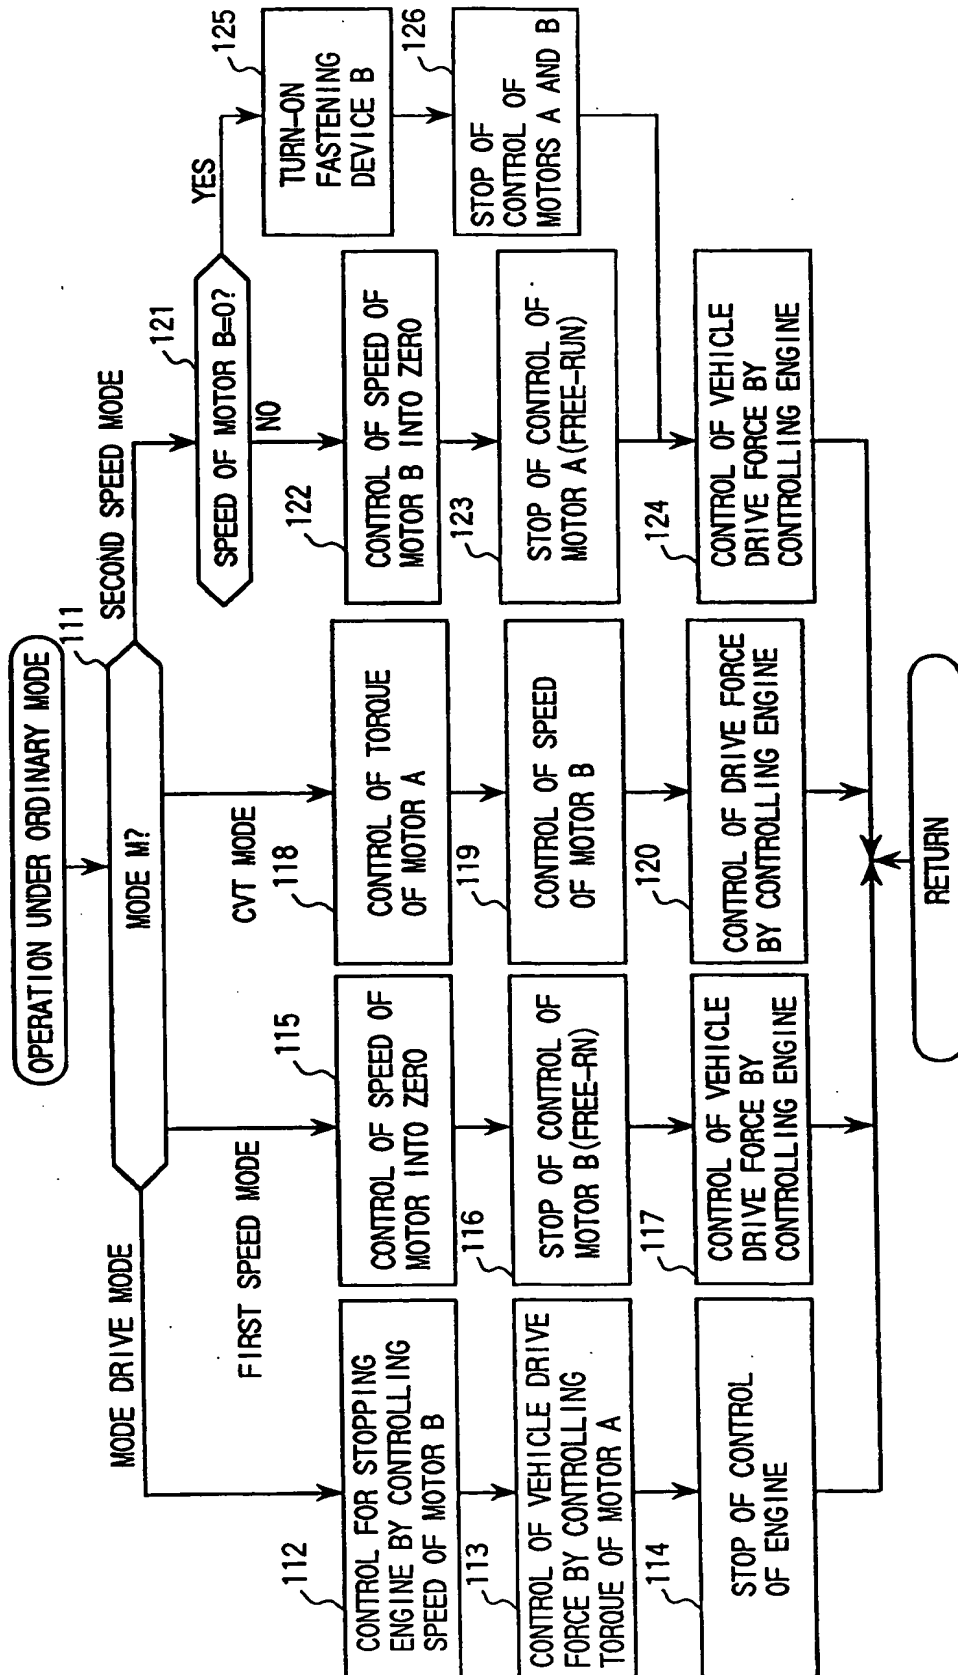 OPERATION UNDER ORDINARY MODE
111
MODE M?
MODE DRIVE MODE
FIRST SPEED MODE
CVT MODE
SECOND SPEED MODE
112
CONTROL FOR STOPPING
ENGINE BY CONTROLLING
SPEED OF MOTOR B
113
CONTROL OF VEHICLE DRIVE
FORCE BY CONTROLLING
TORQUE OF MOTOR A
114
STOP OF CONTROL
OF ENGINE
115
CONTROL OF SPEED OF
MOTOR INTO ZERO
116
STOP OF CONTROL OF
MOTOR B(FREE-RN)
117
CONTROL OF VEHICLE
DRIVE FORCE BY
CONTROLLING ENGINE
118
CONTROL OF TORQUE
OF MOTOR A
119
CONTROL OF SPEED
OF MOTOR B
120
CONTROL OF DRIVE FORCE
BY CONTROLLING ENGINE
121
SPEED OF MOTOR B=0?
NO
YES
122
CONTROL OF SPEED OF
MOTOR B INTO ZERO
123
STOP OF CONTROL OF
MOTOR A(FREE-RUN)
124
CONTROL OF VEHICLE
DRIVE FORCE BY
CONTROLLING ENGINE
125
TURN-ON
FASTENING
DEVICE B
126
STOP OF
CONTROL OF
MOTORS A AND B
RETURN